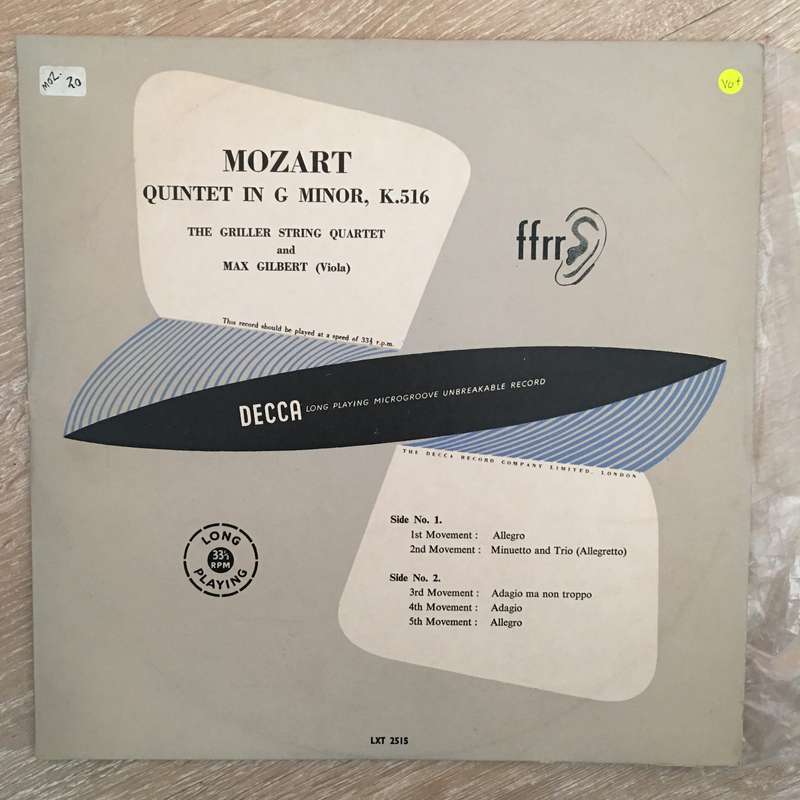 MOZ. 20
VG+
MOZART
QUINTET IN G MINOR, K.516
THE GRILLER STRING QUARTET
and
MAX GILBERT (Viola)
ffrr
This record should be played at a speed of 33⅓ r.p.m.
DECCA LONG PLAYING MICROGROOVE UNBREAKABLE RECORD
THE DECCA RECORD COMPANY LIMITED, LONDON
Side No. 1.
1st Movement : Allegro
2nd Movement : Minuetto and Trio (Allegretto)
Side No. 2.
3rd Movement : Adagio ma non troppo
4th Movement : Adagio
5th Movement : Allegro
LONG
33⅓
RPM
PLAYING
LXT 2515